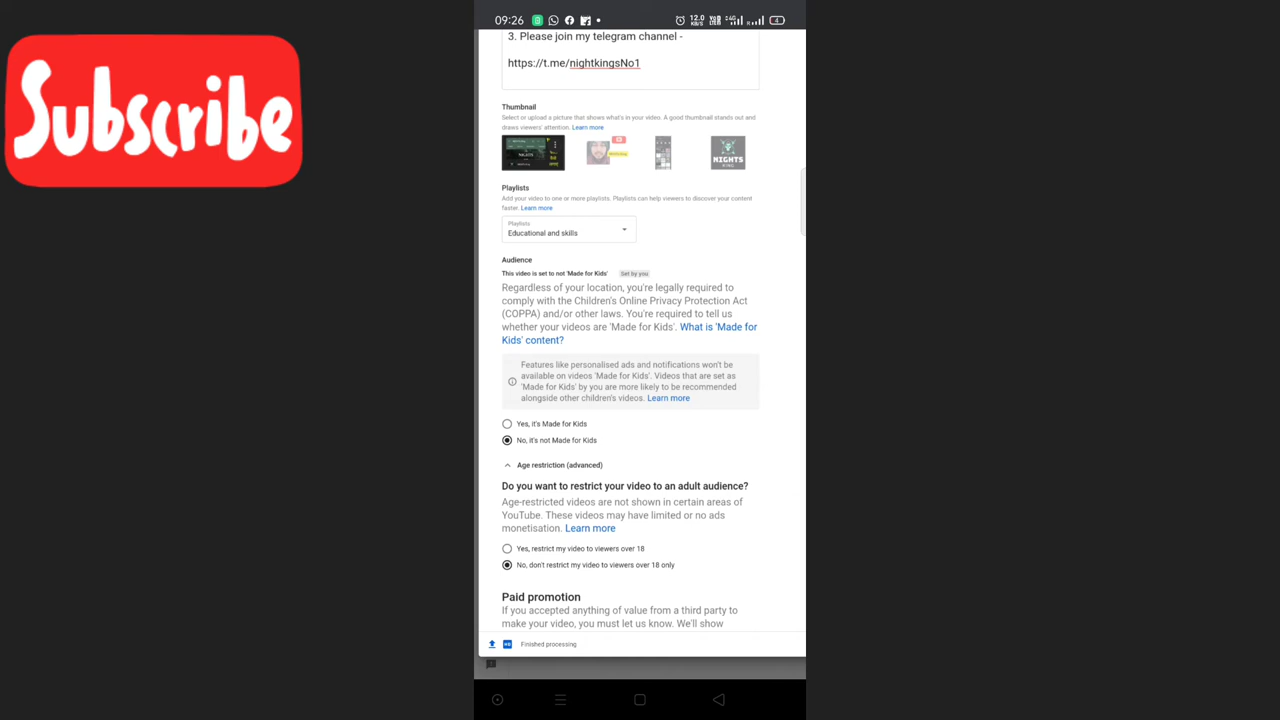 Subscribe
09:26
12.0
KB/S
4G
R
4
3. Please join my telegram channel -
https://t.me/nightkingsNo1
Thumbnail
Select or upload a picture that shows what's in your video. A good thumbnail stands out and
draws viewers' attention. Learn more
NIGHTS
Playlists
Add your video to one or more playlists. Playlists can help viewers to discover your content
faster. Learn more
Playlists
Educational and skills
Audience
This video is set to not 'Made for Kids' Set by you
Regardless of your location, you're legally required to
comply with the Children's Online Privacy Protection Act
(COPPA) and/or other laws. You're required to tell us
whether your videos are 'Made for Kids'. What is 'Made for
Kids' content?
Features like personalised ads and notifications won't be
available on videos 'Made for Kids'. Videos that are set as
'Made for Kids' by you are more likely to be recommended
alongside other children's videos. Learn more
Yes, it's Made for Kids
No, it's not Made for Kids
Age restriction (advanced)
Do you want to restrict your video to an adult audience?
Age-restricted videos are not shown in certain areas of
YouTube. These videos may have limited or no ads
monetisation. Learn more
Yes, restrict my video to viewers over 18
No, don't restrict my video to viewers over 18 only
Paid promotion
If you accepted anything of value from a third party to
make your video, you must let us know. We'll show
Finished processing